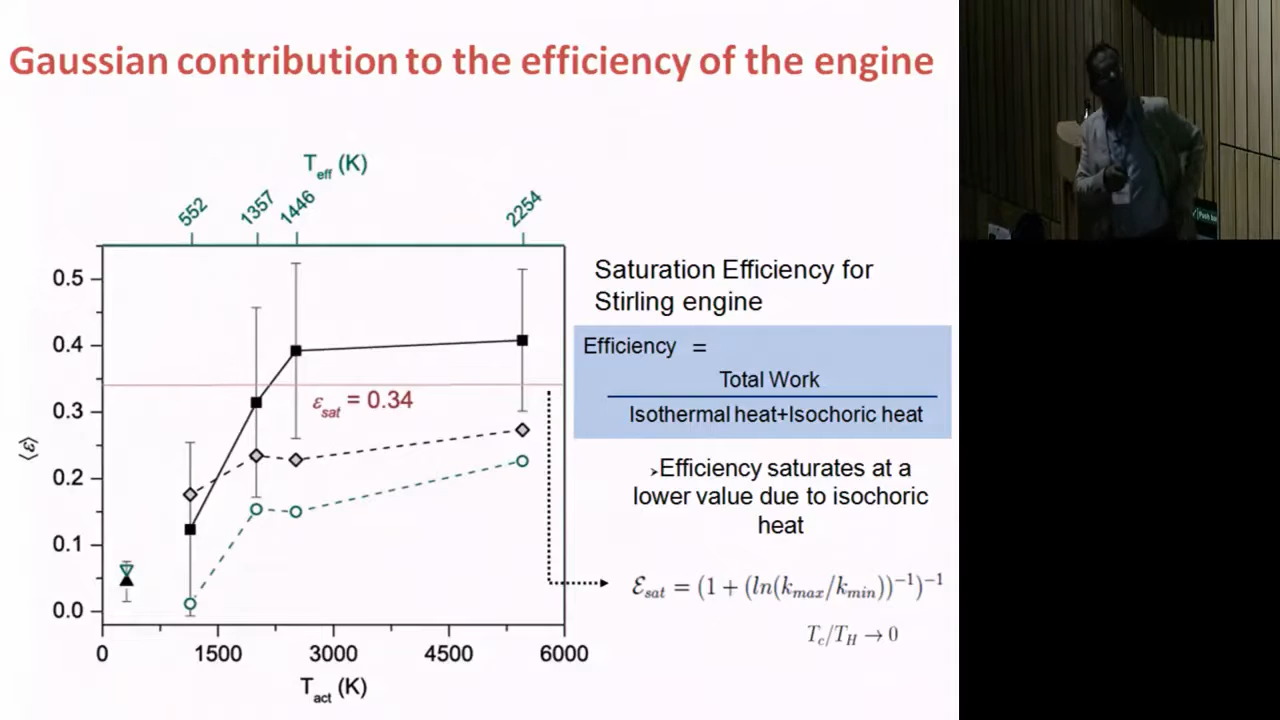 Gaussian contribution to the efficiency of the engine
T_eff (K)
552 1357 1446 2254
0.5
0.4
0.3
0.2
0.1
0.0
⟨ε⟩
ε_sat = 0.34
0 1500 3000 4500 6000
T_act (K)
Saturation Efficiency for
Stirling engine
Efficiency =
Total Work
Isothermal heat+Isochoric heat
➢Efficiency saturates at a
lower value due to isochoric
heat
ℰ_sat = (1 + (ln(k_max/k_min))⁻¹)⁻¹
T_c/T_H → 0